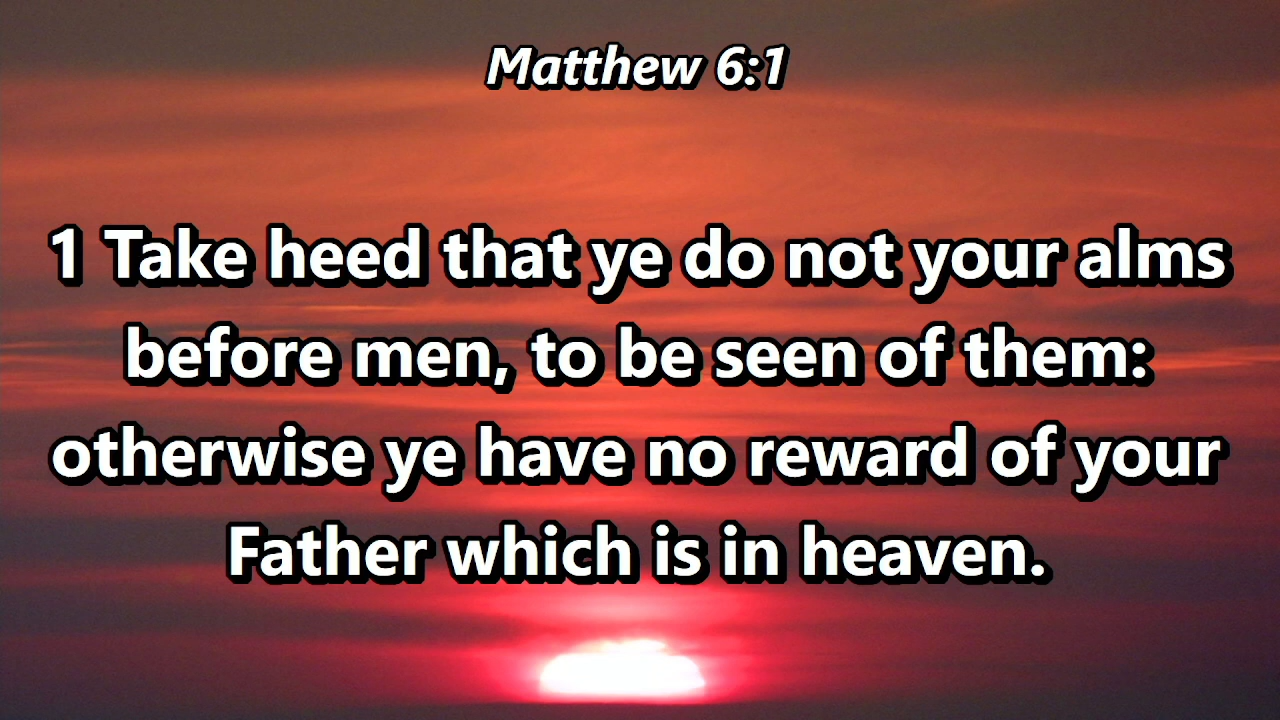 Matthew 6:1
1 Take heed that ye do not your alms
before men, to be seen of them:
otherwise ye have no reward of your
Father which is in heaven.